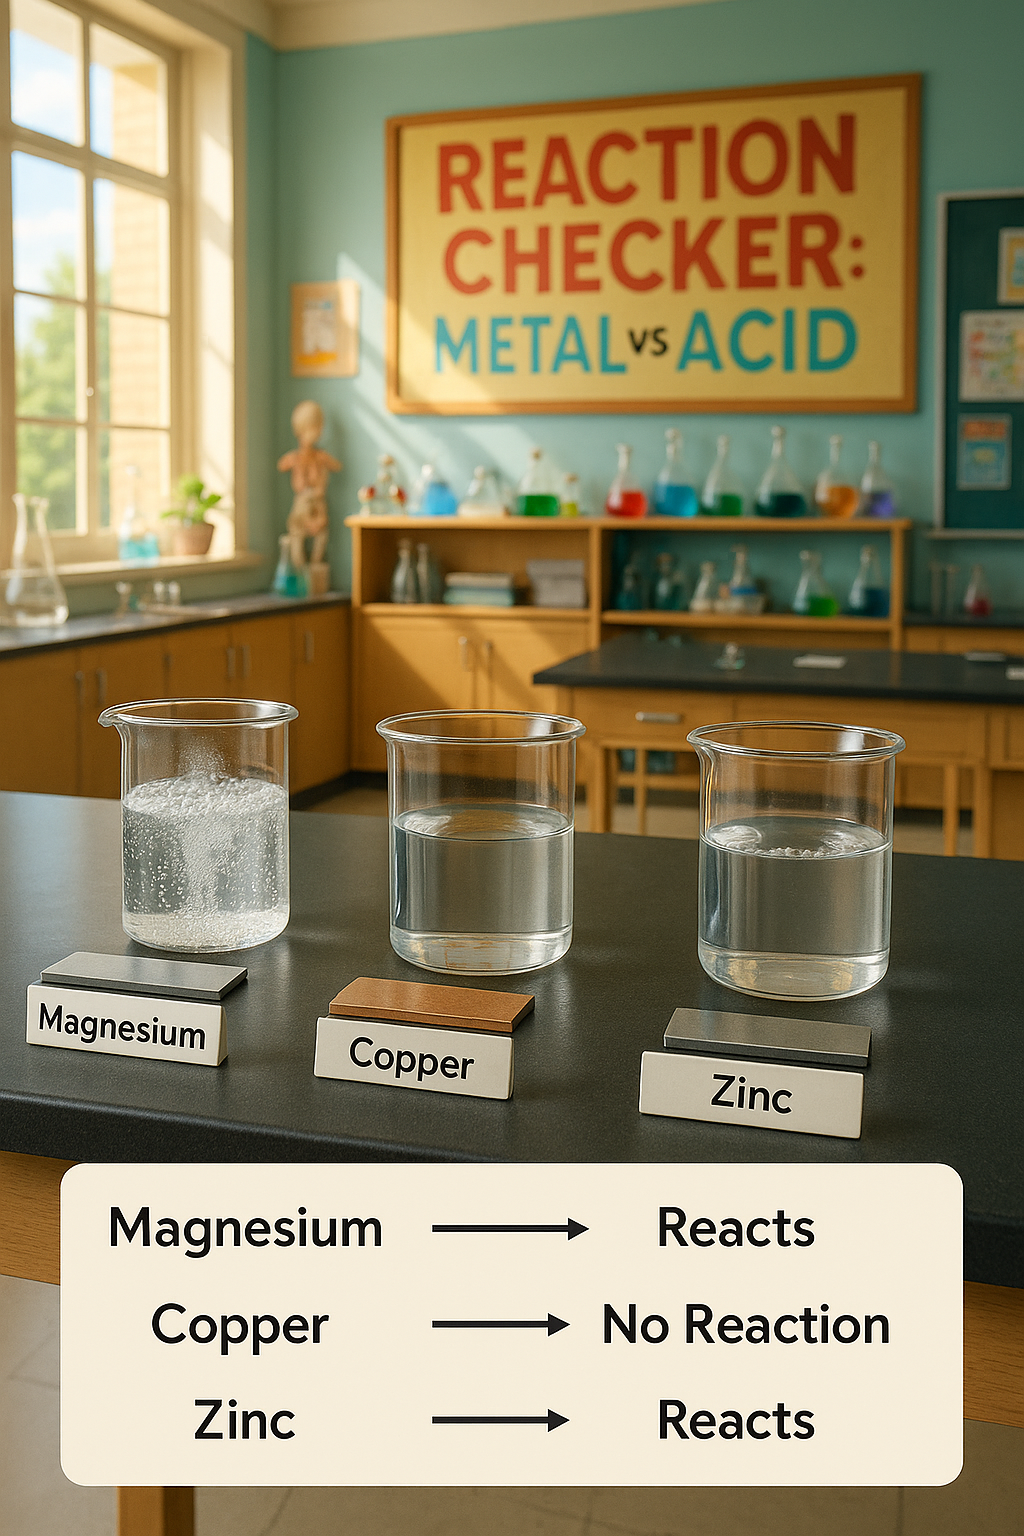 REACTION
CHECKER:
METAL VS ACID
Magnesium
Copper
Zinc
Magnesium → Reacts
Copper → No Reaction
Zinc → Reacts